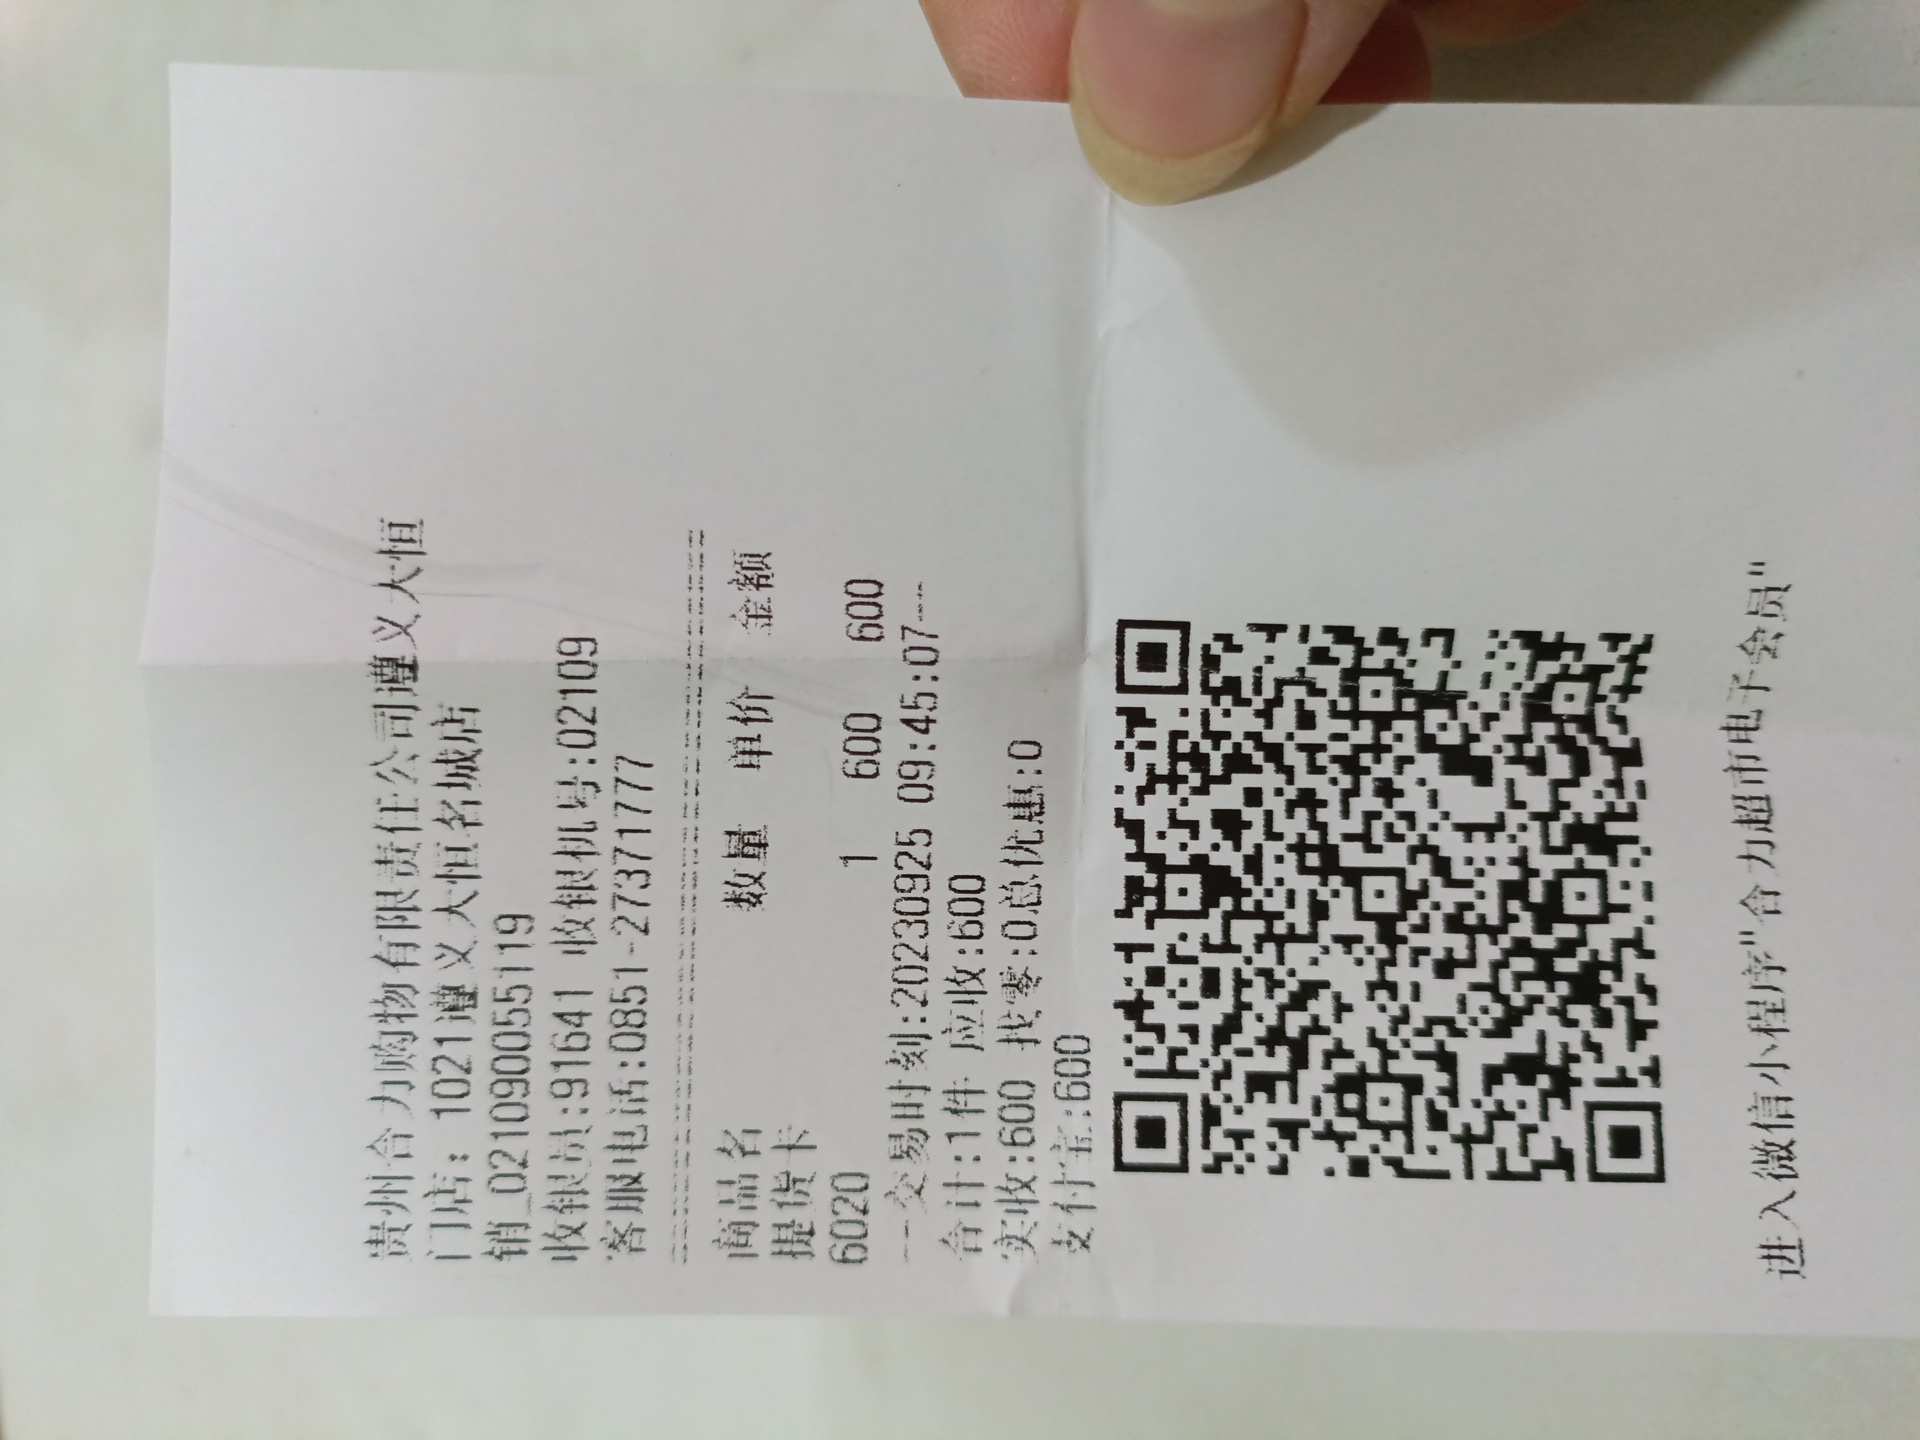 贵州合力购物有限责任公司遵义大恒
门店：1021遵义大恒名城店
销_021090055119
收银员:91641 收银机号:02109
客服电话:0851-27371777
商品名 数量 单价 金额
提货卡
6020 1 600 600
--交易时刻:20230925 09:45:07--
合计:1件 应收:600
实收:600 找零:0总优惠:0
支付宝:600
进入微信小程序"合力超市电子会员"